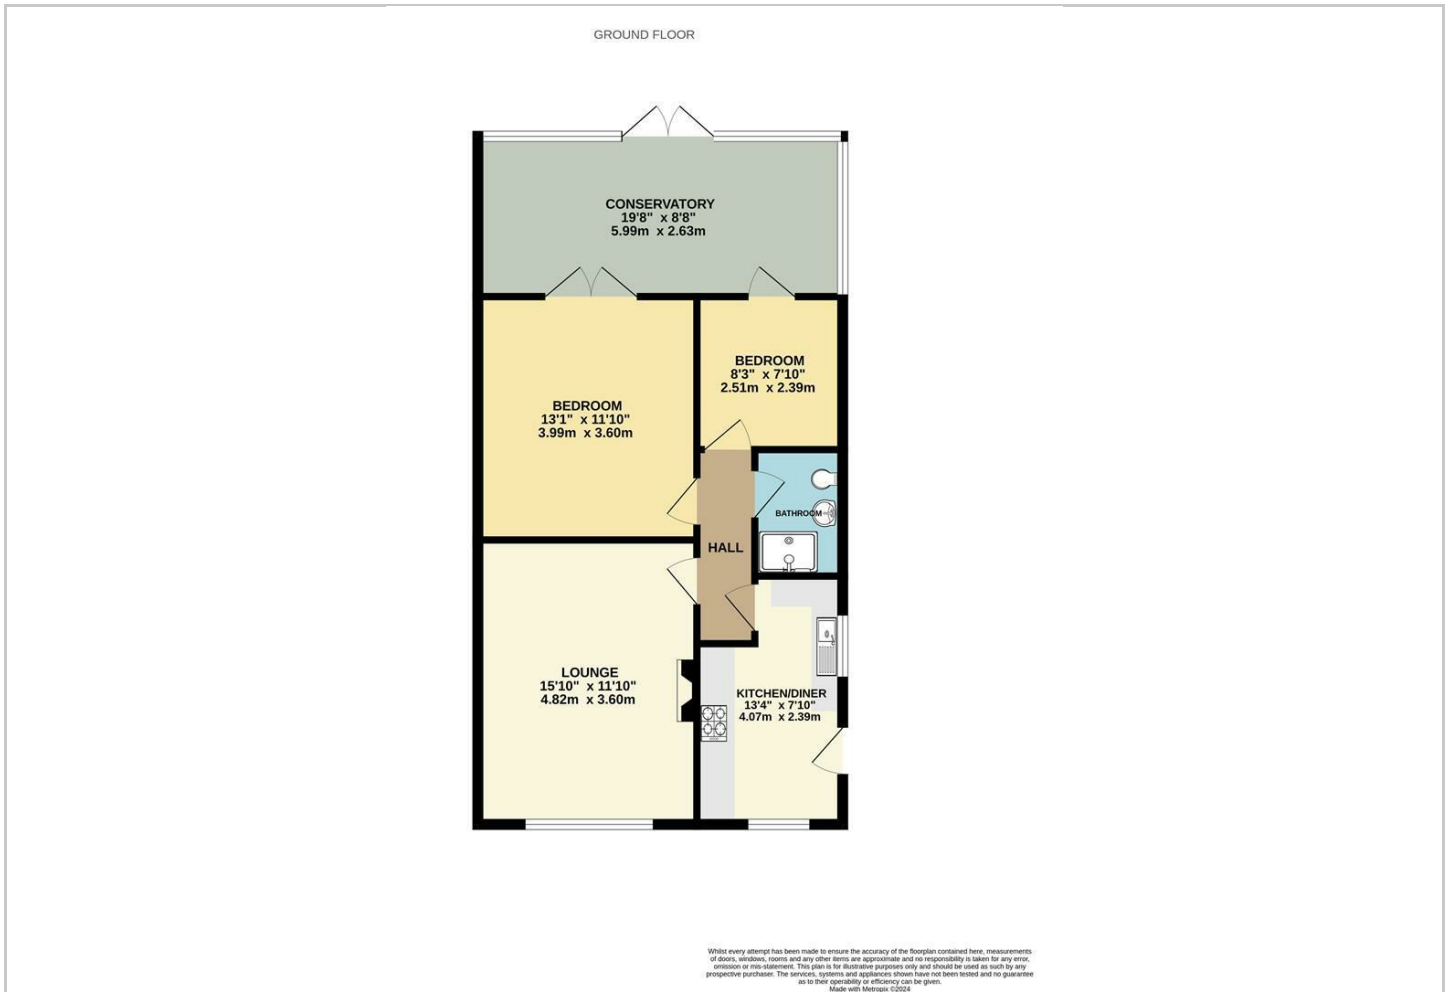 GROUND FLOOR
CONSERVATORY
19'8" x 8'8"
5.99m x 2.63m
BEDROOM
8'3" x 7'10"
2.51m x 2.39m
BEDROOM
13'1" x 11'10"
3.99m x 3.60m
BATHROOM
HALL
LOUNGE
15'10" x 11'10"
4.82m x 3.60m
KITCHEN/DINER
13'4" x 7'10"
4.07m x 2.39m
Whilst every attempt has been made to ensure the accuracy of the floorplan contained here, measurements
of doors, windows, rooms and any other items are approximate and no responsibility is taken for any error,
omission or mis-statement. This plan is for illustrative purposes only and should be used as such by any
prospective purchaser. The services, systems and appliances shown have not been tested and no guarantee
as to their operability or efficiency can be given.
Made with Metropix ©2024